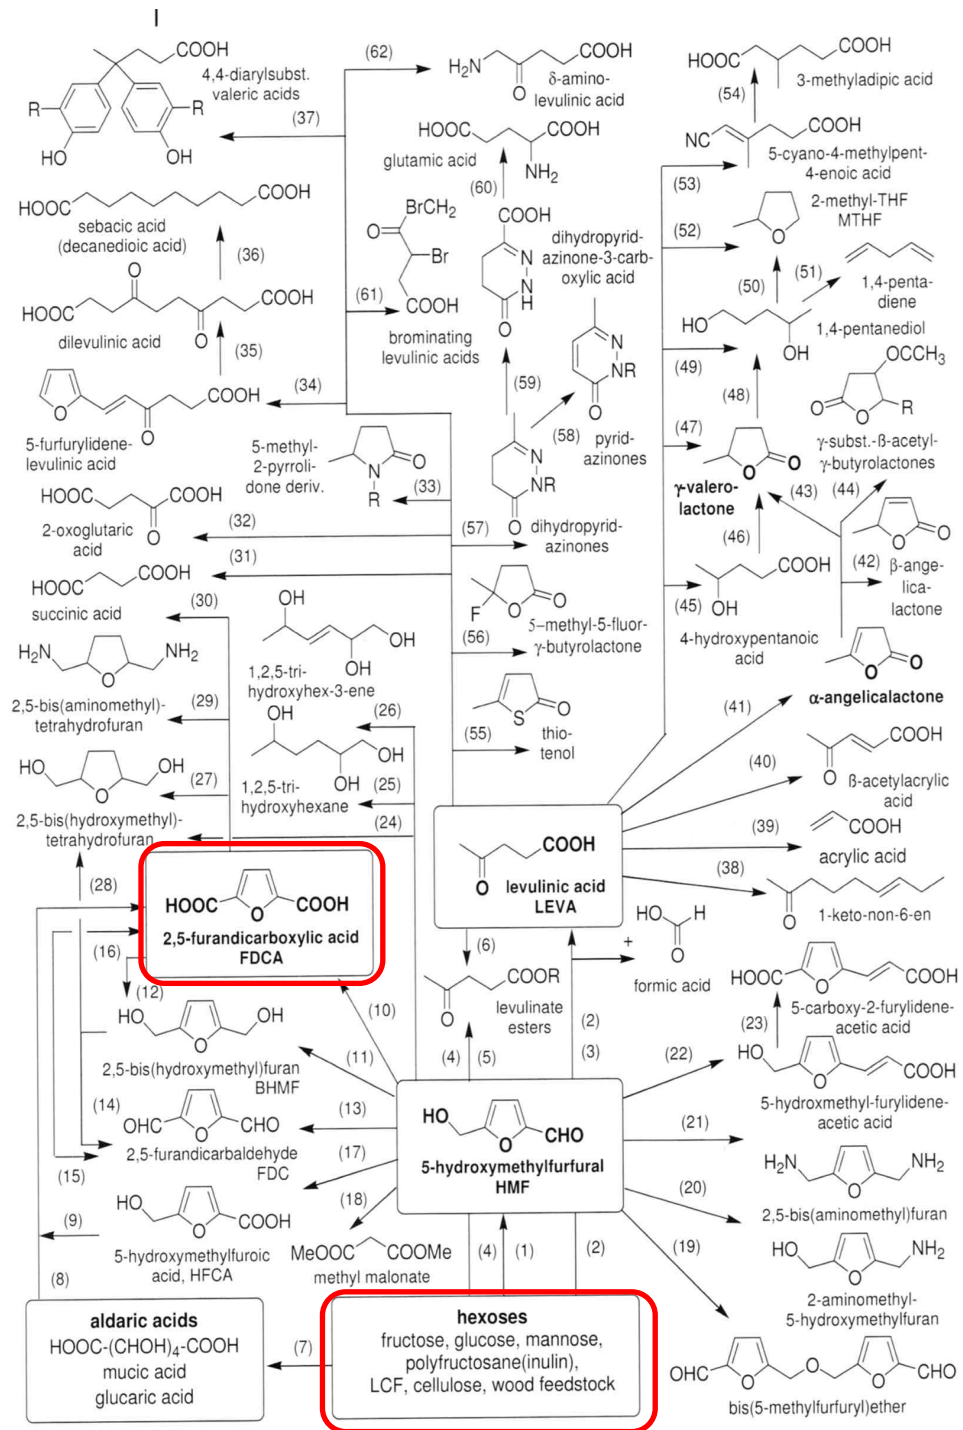 COOH
4,4-diarylsubst.
valeric acids
R
R
HO
OH
(37)
(62)
H₂N
COOH
O
δ-amino-
levulinic acid
HOOC
COOH
3-methyladipic acid
(54)
HOOC
COOH
NH₂
glutamic acid
NC
COOH
5-cyano-4-methylpent-
4-enoic acid
(53)
HOOC
COOH
sebacic acid
(decanedioic acid)
(36)
(60)
BrCH₂
O
Br
COOH
brominating
levulinic acids
(61)
COOH
N
N
H
O
dihydropyrid-
azinone-3-carb-
oxylic acid
2-methyl-THF
MTHF
O
(52)
(50)
(51)
1,4-penta-
diene
HOOC
O
O
COOH
dilevulinic acid
(35)
HO
OH
1,4-pentanediol
(49)
(48)
N
NR
O
pyrid-
azinones
(59)
(58)
O
O
COOH
5-furfurylidene-
levulinic acid
(34)
5-methyl-
2-pyrroli-
done deriv.
N
O
R
(33)
N
NR
O
dihydropyrid-
azinones
(57)
OCH₃
O
O
R
γ-subst.-ß-acetyl-
γ-butyrolactones
(47)
O
O
γ-valero-
lactone
(43)
(44)
(46)
HOOC
COOH
O
2-oxoglutaric
acid
(32)
(31)
HOOC
COOH
succinic acid
(30)
O
O
(42)
β-ange-
lica-
lactone
COOH
OH
(45)
4-hydroxypentanoic
acid
F
O
O
5–methyl-5-fluor-
γ-butyrolactone
(56)
OH
OH
OH
1,2,5-tri-
hydroxyhex-3-ene
H₂N
O
NH₂
2,5-bis(aminomethyl)-
tetrahydrofuran
(29)
O
O
α-angelicalactone
(41)
S
O
thio-
tenol
(55)
OH
OH
OH
1,2,5-tri-
hydroxyhexane
(26)
(25)
(24)
HO
O
OH
(27)
2,5-bis(hydroxymethyl)-
tetrahydrofuran
COOH
O
(40)
ß-acetylacrylic
acid
COOH
(39)
acrylic acid
(38)
O
1-keto-non-6-en
COOH
O
levulinic acid
LEVA
(28)
HOOC
O
COOH
2,5-furandicarboxylic acid
FDCA
(16)
(12)
(6)
O
COOR
levulinate
esters
HO
H
O
+
formic acid
HOOC
O
COOH
5-carboxy-2-furylidene-
acetic acid
(23)
(10)
(11)
(4)
(5)
(2)
(3)
(22)
HO
O
OH
2,5-bis(hydroxymethyl)furan
BHMF
HO
O
COOH
5-hydroxmethyl-furylidene-
acetic acid
(14)
OHC
O
CHO
2,5-furandicarbaldehyde
FDC
(13)
(15)
(17)
HO
O
CHO
5-hydroxymethylfurfural
HMF
(21)
H₂N
O
NH₂
2,5-bis(aminomethyl)furan
(20)
(9)
HO
O
COOH
5-hydroxymethylfuroic
acid, HFCA
(18)
MeOOC
COOMe
methyl malonate
(4)
(1)
(2)
(19)
HO
O
NH₂
2-aminomethyl-
5-hydroxymethylfuran
(8)
aldaric acids
HOOC-(CHOH)₄-COOH
mucic acid
glucaric acid
(7)
hexoses
fructose, glucose, mannose,
polyfructosane(inulin),
LCF, cellulose, wood feedstock
OHC
O
O
O
CHO
bis(5-methylfurfuryl)ether